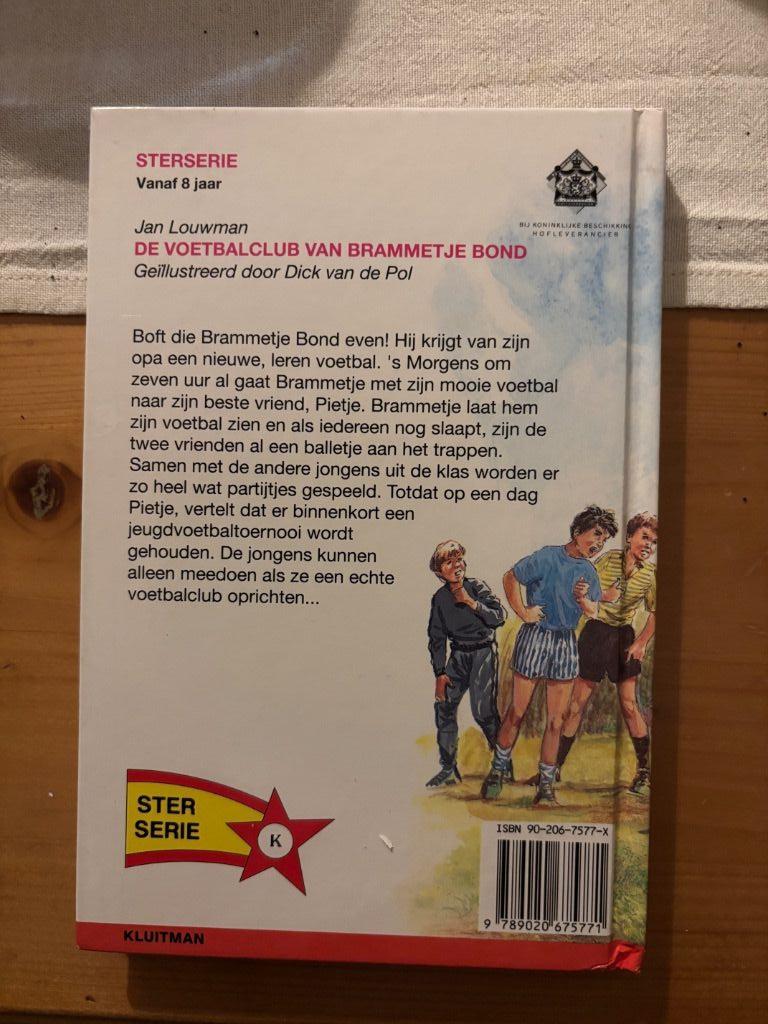 STERSERIE
Vanaf 8 jaar
BIJ KONINKLIJKE BESCHIKKING
HOFLEVERANCIER
Jan Louwman
DE VOETBALCLUB VAN BRAMMETJE BOND
Geïllustreerd door Dick van de Pol
Boft die Brammetje Bond even! Hij krijgt van zijn
opa een nieuwe, leren voetbal. 's Morgens om
zeven uur al gaat Brammetje met zijn mooie voetbal
naar zijn beste vriend, Pietje. Brammetje laat hem
zijn voetbal zien en als iedereen nog slaapt, zijn de
twee vrienden al een balletje aan het trappen.
Samen met de andere jongens uit de klas worden er
zo heel wat partijtjes gespeeld. Totdat op een dag
Pietje, vertelt dat er binnenkort een
jeugdvoetbaltoernooi wordt
gehouden. De jongens kunnen
alleen meedoen als ze een echte
voetbalclub oprichten...
STER
SERIE
K
ISBN 90-206-7577-X
9 789020 675771
KLUITMAN